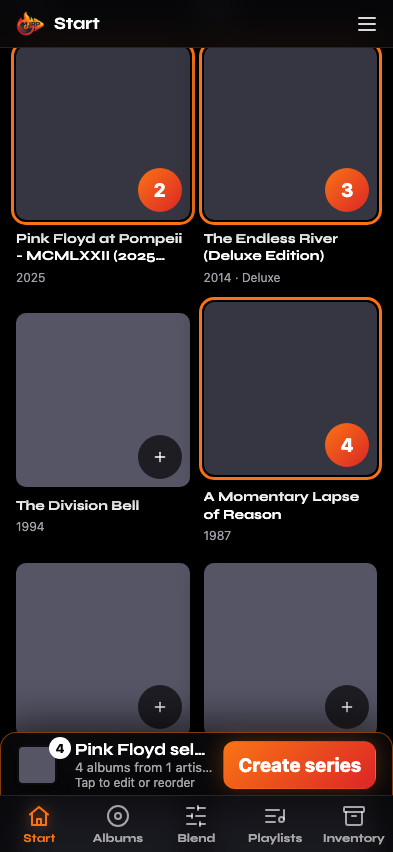 Start
2
3
Pink Floyd at Pompeii
- MCMLXXII (2025...
2025
The Endless River
(Deluxe Edition)
2014 · Deluxe
4
The Division Bell
1994
A Momentary Lapse
of Reason
1987
4
Pink Floyd sel...
4 albums from 1 artis...
Tap to edit or reorder
Create series
Start
Albums
Blend
Playlists
Inventory